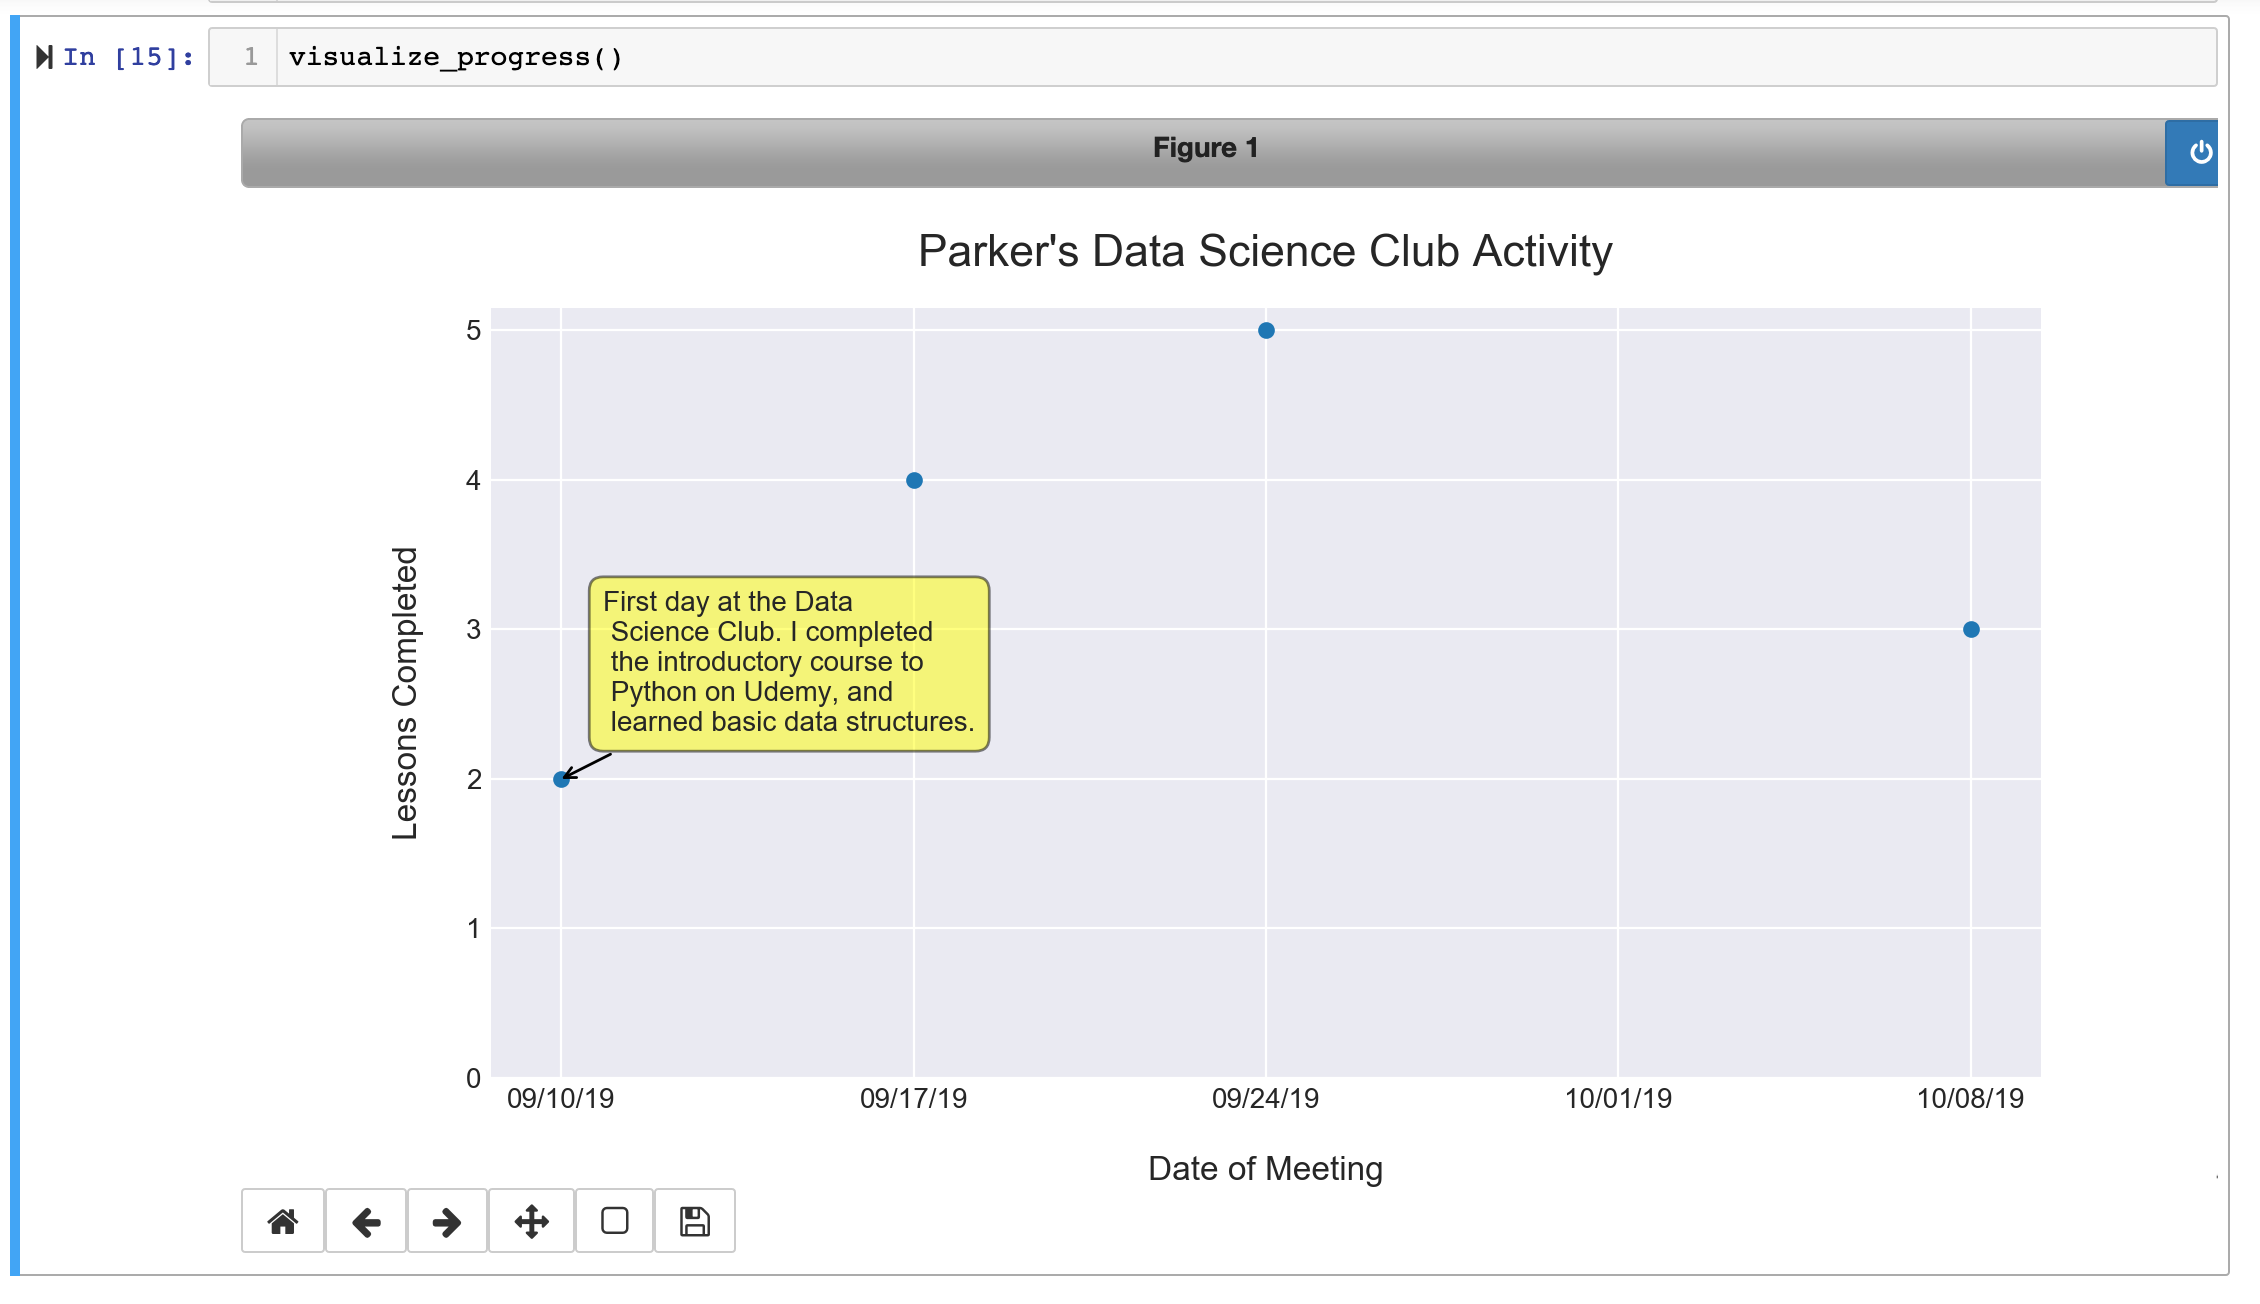 In [15]:
1 visualize_progress()
Figure 1
Parker's Data Science Club Activity
5
4
3
2
1
0
Lessons Completed
First day at the Data
Science Club. I completed
the introductory course to
Python on Udemy, and
learned basic data structures.
09/10/19 09/17/19 09/24/19 10/01/19 10/08/19
Date of Meeting